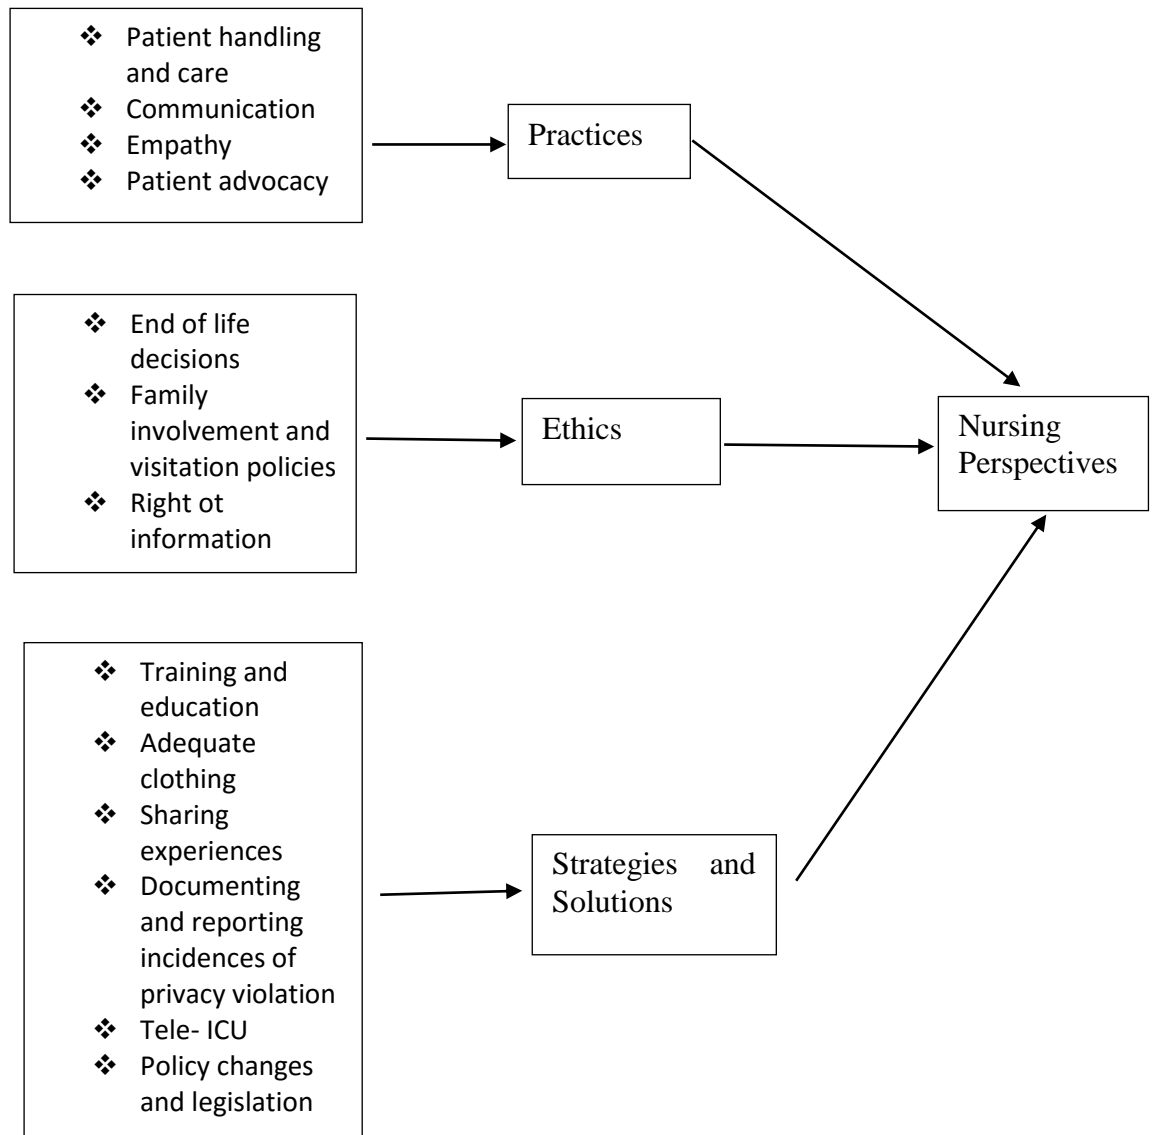 ❖ Patient handling
and care
❖ Communication
❖ Empathy
❖ Patient advocacy
Practices
❖ End of life
decisions
❖ Family
involvement and
visitation policies
❖ Right ot
information
Ethics
Nursing
Perspectives
❖ Training and
education
❖ Adequate
clothing
❖ Sharing
experiences
❖ Documenting
and reporting
incidences of
privacy violation
❖ Tele- ICU
❖ Policy changes
and legislation
Strategies and
Solutions